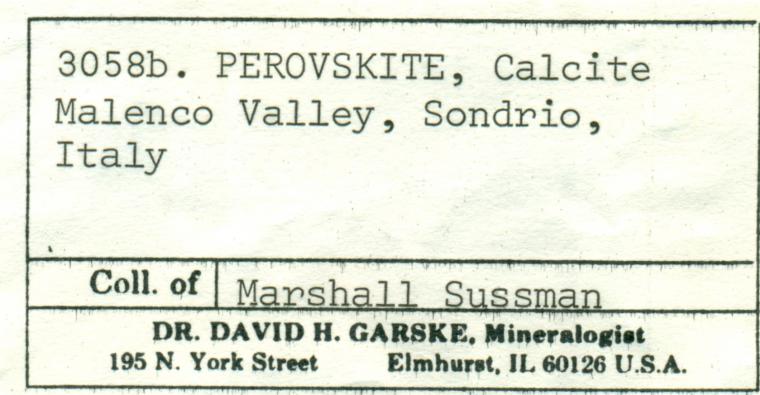 3058b. PEROVSKITE, Calcite
Malenco Valley, Sondrio,
Italy
Coll. of Marshall Sussman
DR. DAVID H. GARSKE, Mineralogist
195 N. York Street Elmhurst, IL 60126 U.S.A.